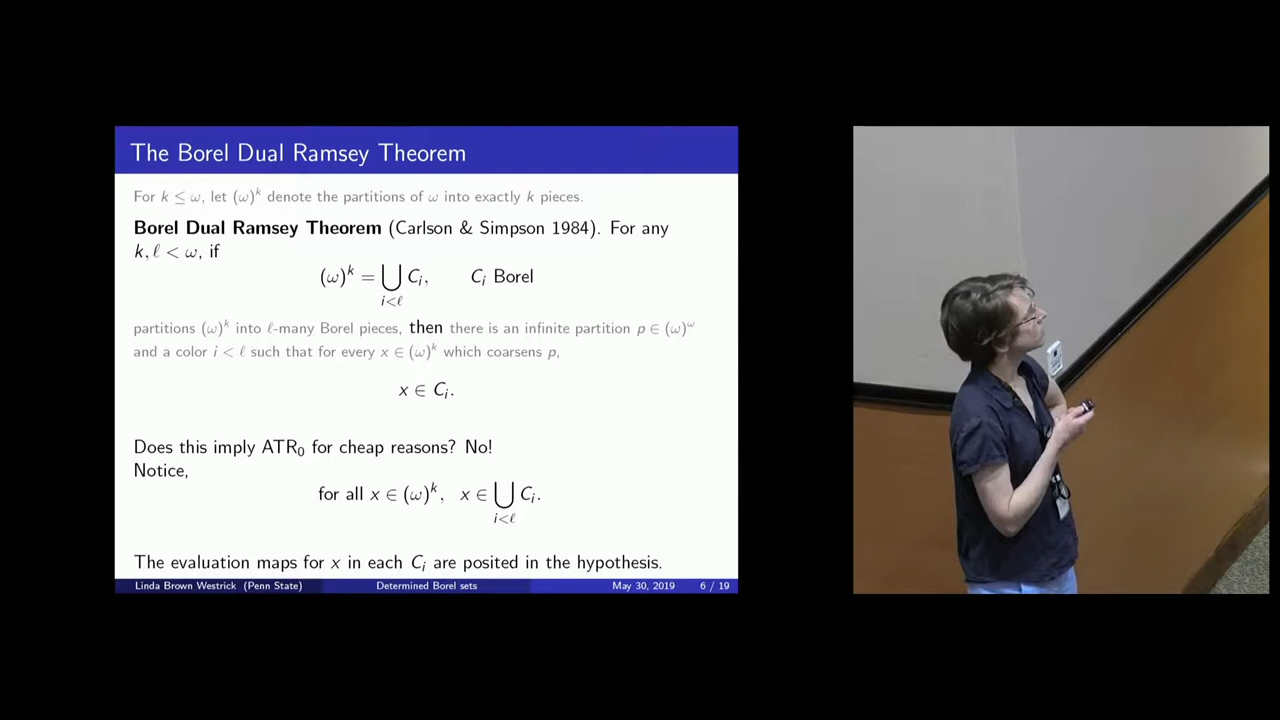 The Borel Dual Ramsey Theorem
For k ≤ ω, let (ω)^k denote the partitions of ω into exactly k pieces.
Borel Dual Ramsey Theorem (Carlson & Simpson 1984). For any
k, ℓ < ω, if
(ω)^k = ⋃_{i<ℓ} C_i, C_i Borel
partitions (ω)^k into ℓ-many Borel pieces, then there is an infinite partition p ∈ (ω)^ω
and a color i < ℓ such that for every x ∈ (ω)^k which coarsens p,
x ∈ C_i.
Does this imply ATR_0 for cheap reasons? No!
Notice,
for all x ∈ (ω)^k, x ∈ ⋃_{i<ℓ} C_i.
The evaluation maps for x in each C_i are posited in the hypothesis.
Linda Brown Westrick (Penn State) Determined Borel sets May 30, 2019 6 / 19